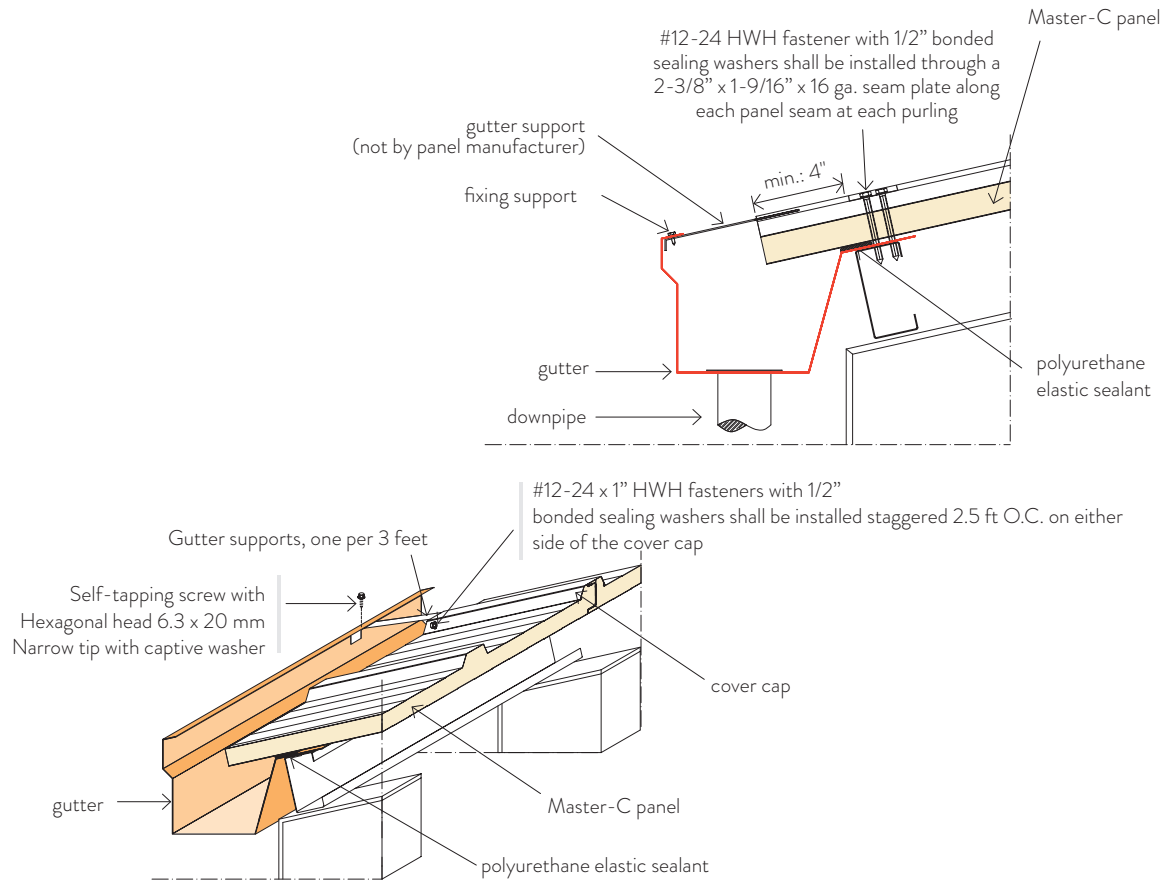 Master-C panel
#12-24 HWH fastener with 1/2” bonded
sealing washers shall be installed through a
2-3/8” x 1-9/16” x 16 ga. seam plate along
each panel seam at each purling
gutter support
(not by panel manufacturer)
min.: 4"
fixing support
gutter
polyurethane
elastic sealant
downpipe
#12-24 x 1” HWH fasteners with 1/2”
bonded sealing washers shall be installed staggered 2.5 ft O.C. on either
side of the cover cap
Gutter supports, one per 3 feet
Self-tapping screw with
Hexagonal head 6.3 x 20 mm
Narrow tip with captive washer
cover cap
gutter
Master-C panel
polyurethane elastic sealant